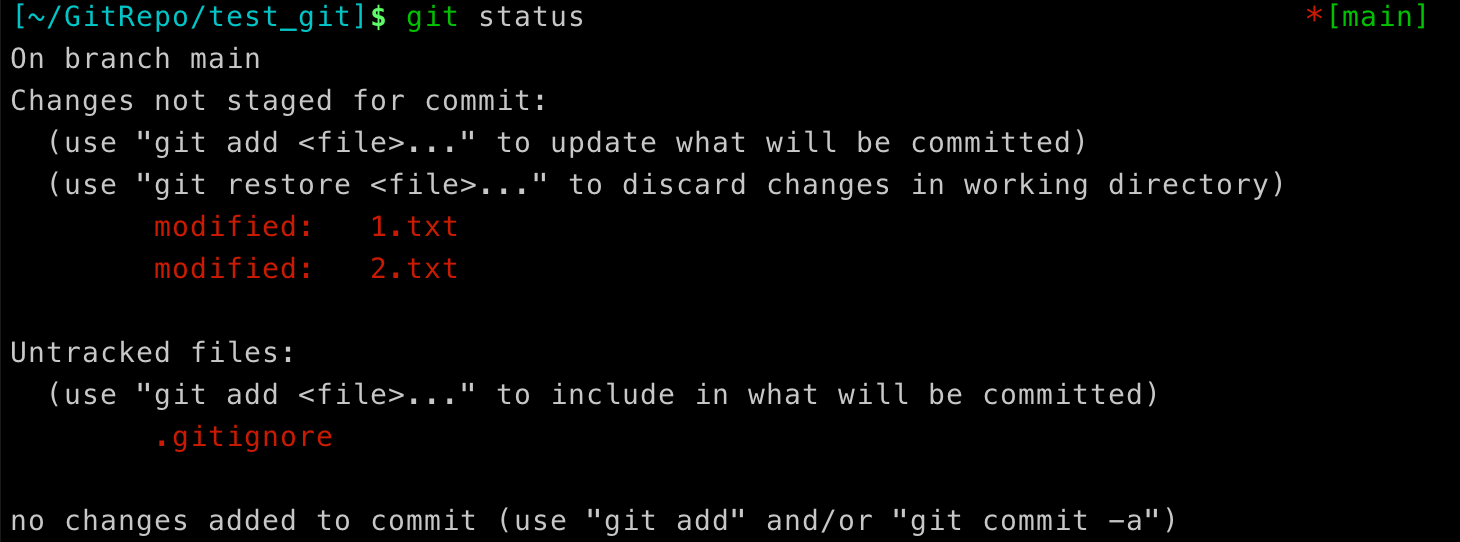 [~/GitRepo/test_git]$ git status *[main]
On branch main
Changes not staged for commit:
  (use "git add <file>..." to update what will be committed)
  (use "git restore <file>..." to discard changes in working directory)
        modified:   1.txt
        modified:   2.txt

Untracked files:
  (use "git add <file>..." to include in what will be committed)
        .gitignore

no changes added to commit (use "git add" and/or "git commit -a")